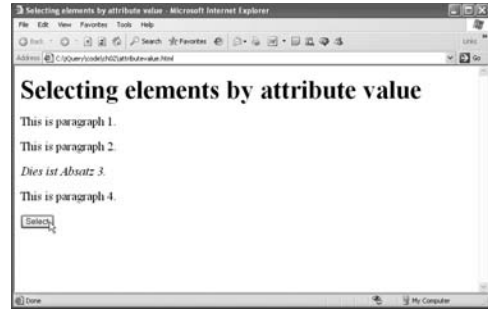 Selecting elements by attribute value - Microsoft Internet Explorer
File Edit View Favorites Tools Help
Back Search Favorites
Address C:\jQuery\code\ch02\attributevalue.html Go Links
Selecting elements by attribute value
This is paragraph 1.
This is paragraph 2.
Dies ist Absatz 3.
This is paragraph 4.
Select
Done My Computer